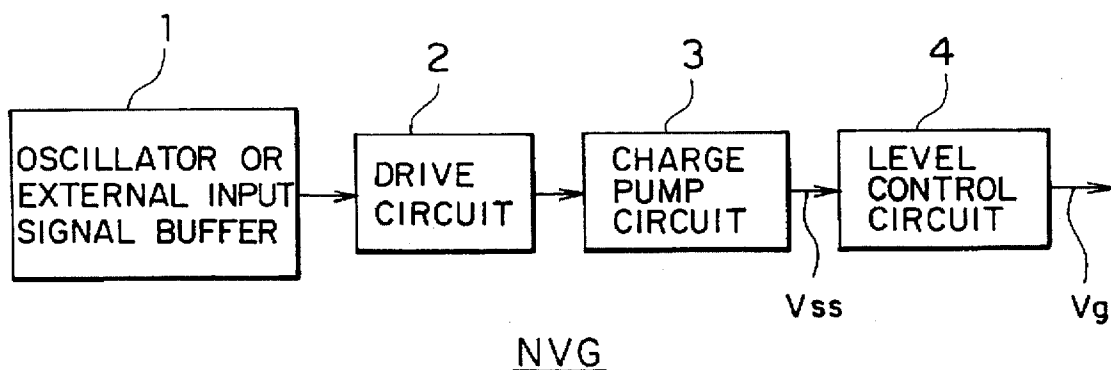 1
2
3
4
OSCILLATOR OR
EXTERNAL INPUT
SIGNAL BUFFER
DRIVE
CIRCUIT
CHARGE
PUMP
CIRCUIT
LEVEL
CONTROL
CIRCUIT
Vss
Vg
NVG